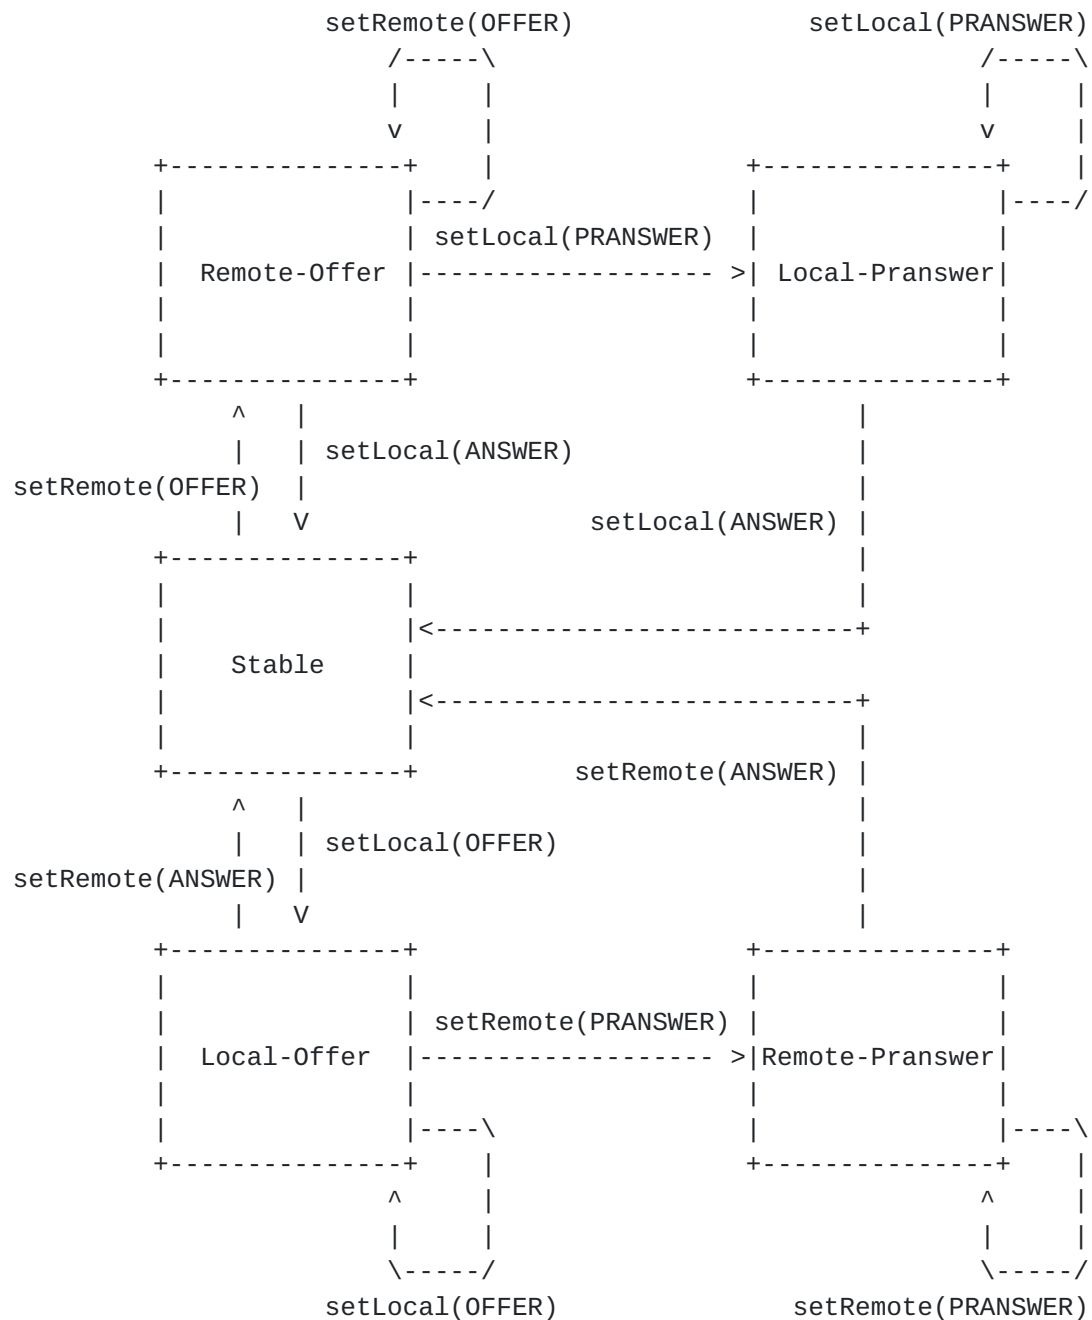 setRemote(OFFER) setLocal(PRANSWER)
setLocal(PRANSWER)
Remote-Offer Local-Pranswer
setLocal(ANSWER)
setRemote(OFFER)
setLocal(ANSWER)
Stable
setRemote(ANSWER)
setLocal(OFFER)
setRemote(ANSWER)
setRemote(PRANSWER)
Local-Offer Remote-Pranswer
setLocal(OFFER) setRemote(PRANSWER)